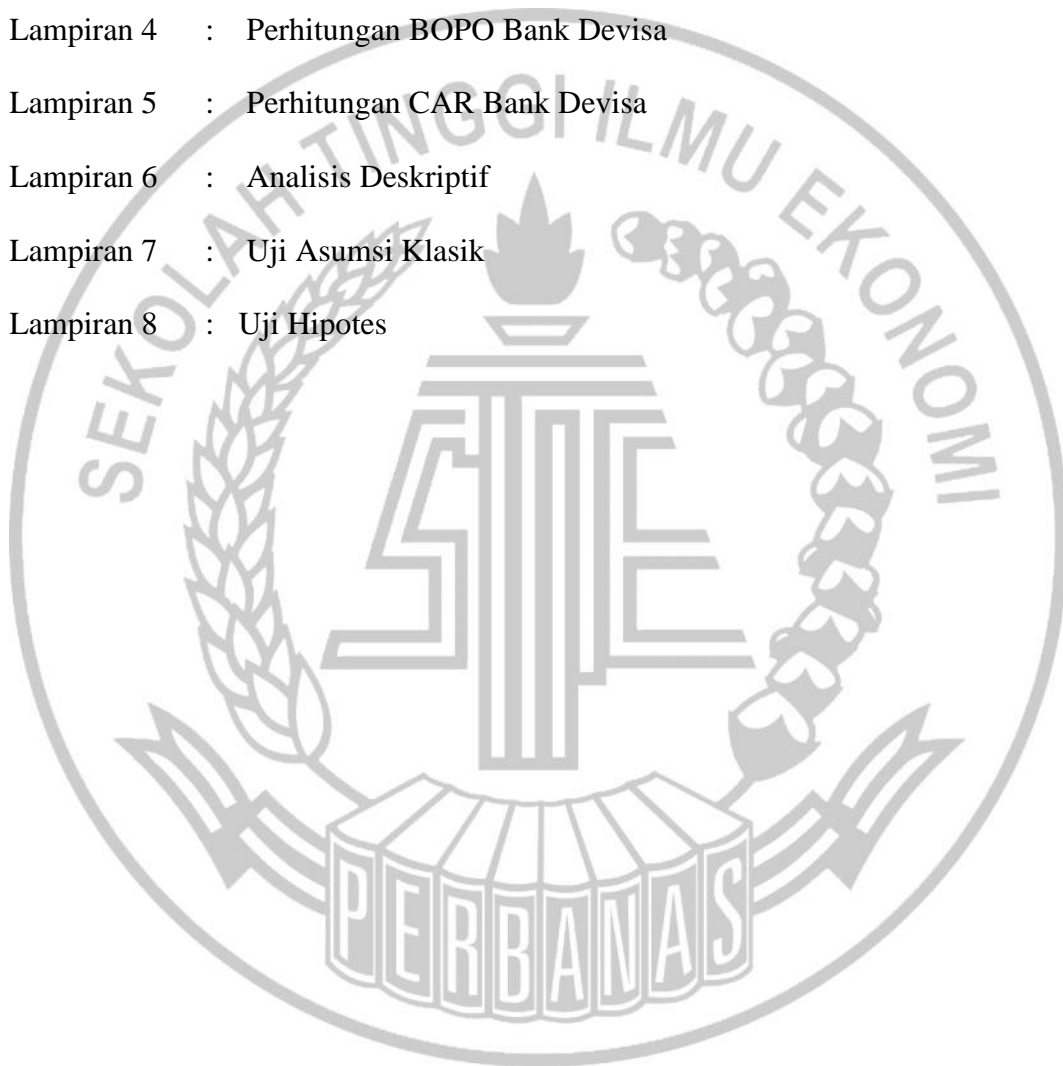 Lampiran 4 : Perhitungan BOPO Bank Devisa
Lampiran 5 : Perhitungan CAR Bank Devisa
Lampiran 6 : Analisis Deskriptif
Lampiran 7 : Uji Asumsi Klasik
Lampiran 8 : Uji Hipotes
SEKOLAH TINGGI ILMU EKONOMI
STIE
PERBANAS